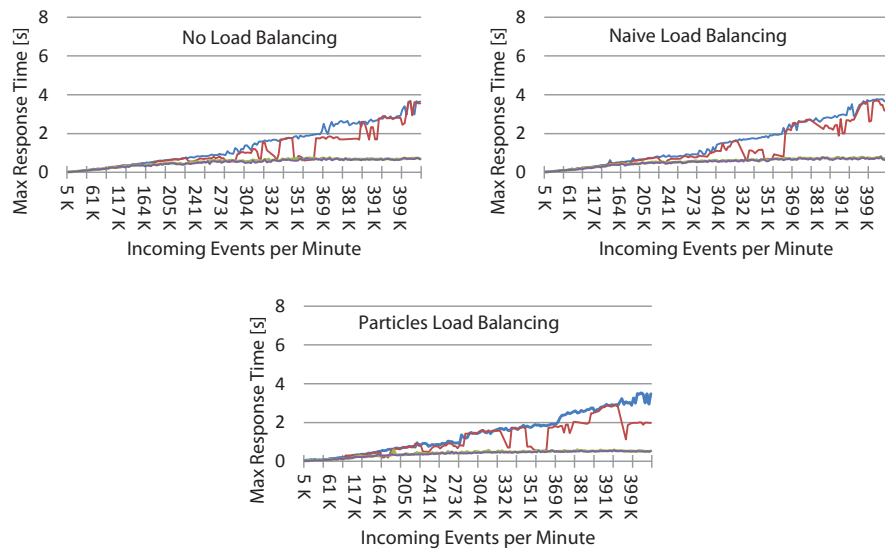 No Load Balancing
Max Response Time [s]
8
6
4
2
0
5 K
61 K
117 K
164 K
205 K
241 K
273 K
304 K
332 K
351 K
369 K
381 K
391 K
399 K
Incoming Events per Minute
Naive Load Balancing
Max Response Time [s]
8
6
4
2
0
5 K
61 K
117 K
164 K
205 K
241 K
273 K
304 K
332 K
351 K
369 K
381 K
391 K
399 K
Incoming Events per Minute
Particles Load Balancing
Max Response Time [s]
8
6
4
2
0
5 K
61 K
117 K
164 K
205 K
241 K
273 K
304 K
332 K
351 K
369 K
381 K
391 K
399 K
Incoming Events per Minute